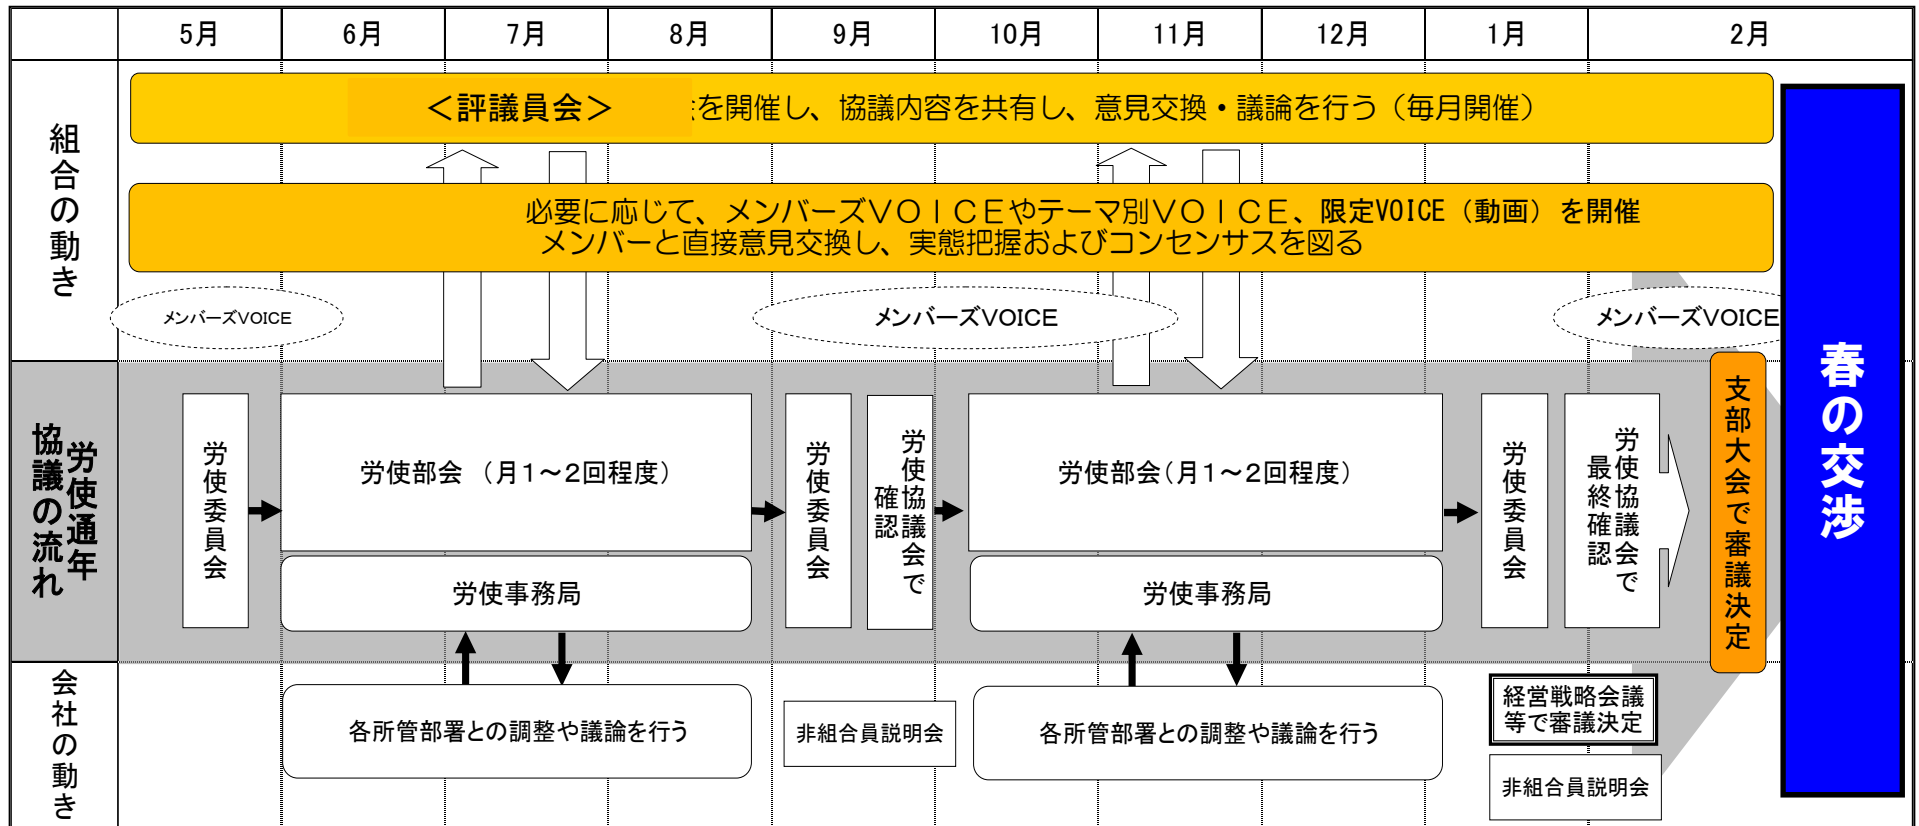 5月
6月
7月
8月
9月
10月
11月
12月
1月
2月
組合の動き
＜評議員会＞
を開催し、協議内容を共有し、意見交換・議論を行う（毎月開催）
必要に応じて、メンバーズＶＯＩＣＥやテーマ別ＶＯＩＣＥ、限定VOICE（動画）を開催
メンバーと直接意見交換し、実態把握およびコンセンサスを図る
メンバーズVOICE
メンバーズVOICE
メンバーズVOICE
労使通年
協議の流れ
労使委員会
労使部会 （月１～２回程度）
労使事務局
労使委員会
労使協議会で
確認
労使部会（月１～２回程度）
労使事務局
労使委員会
労使協議会で
最終確認
支部大会で審議決定
春の交渉
会社の動き
各所管部署との調整や議論を行う
非組合員説明会
各所管部署との調整や議論を行う
経営戦略会議
等で審議決定
非組合員説明会